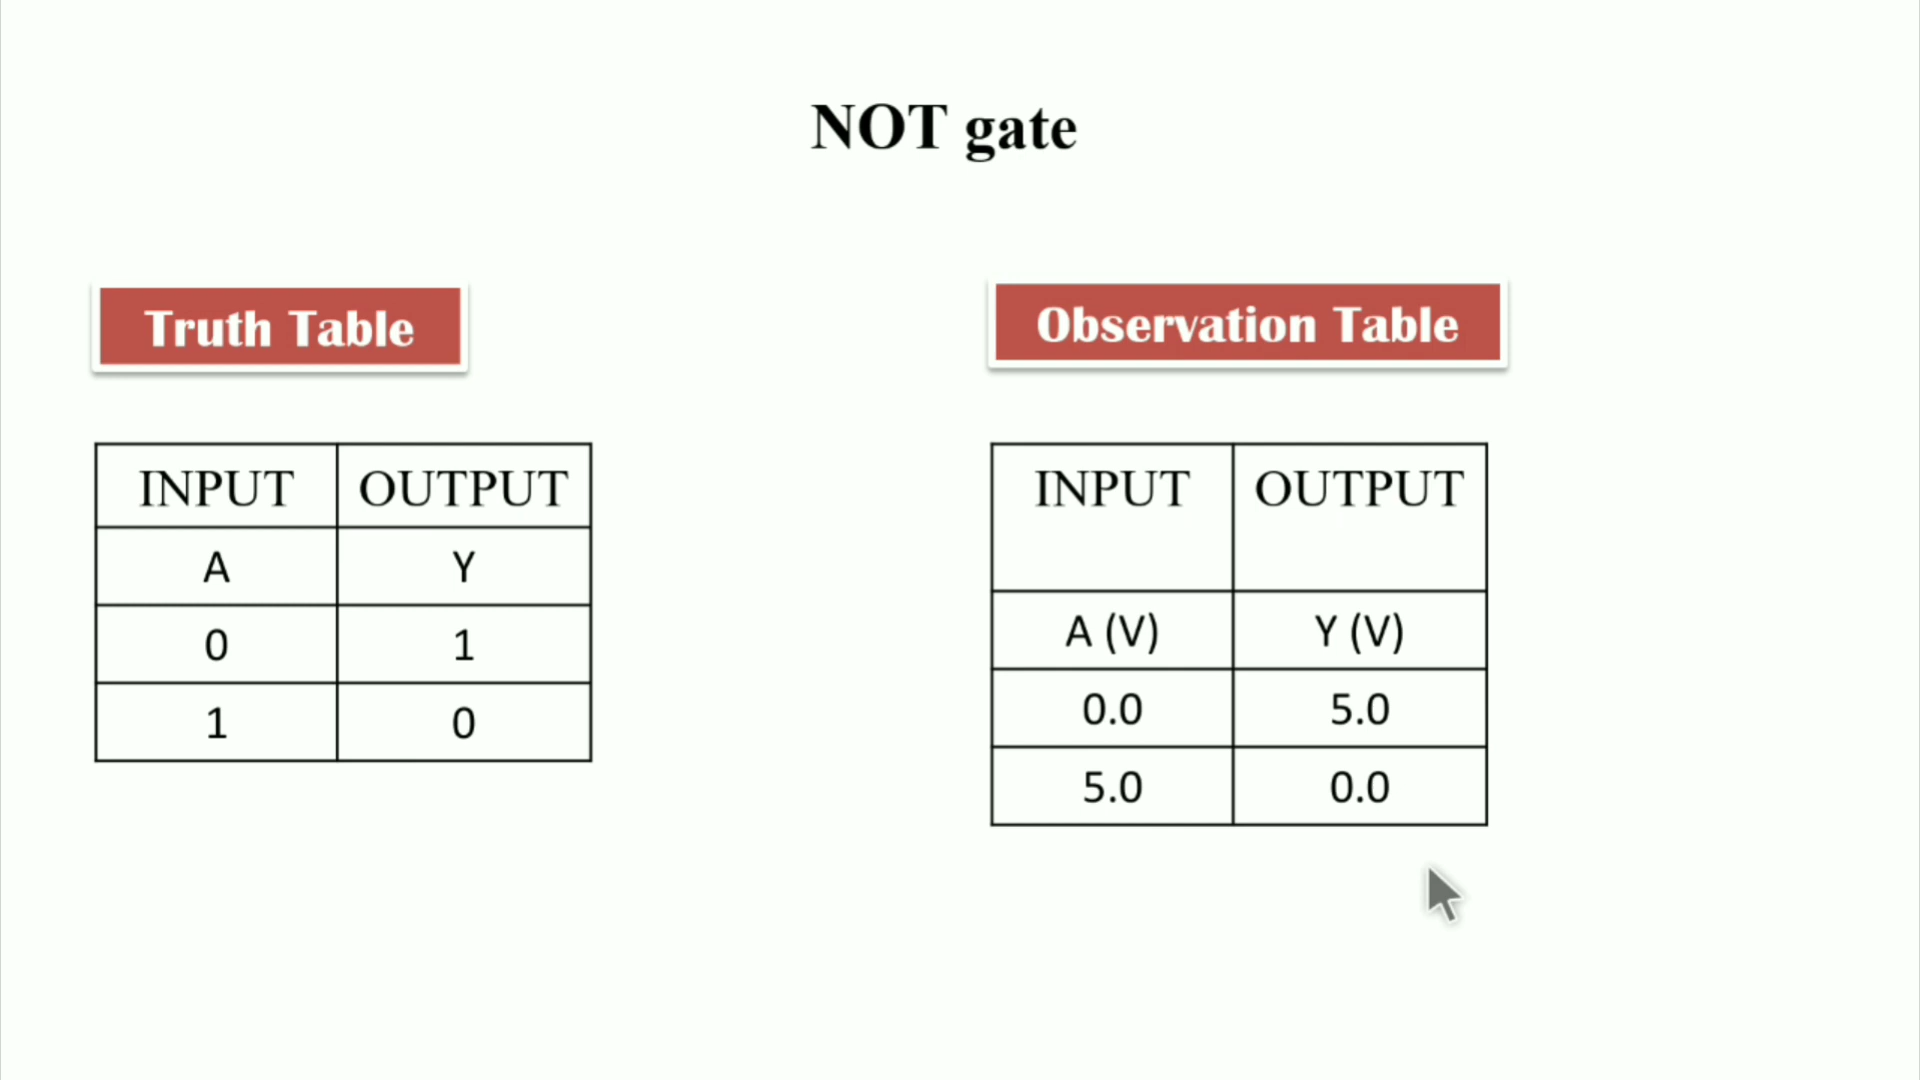 NOT gate
Truth Table
INPUT OUTPUT
A Y
0 1
1 0
Observation Table
INPUT OUTPUT
A (V) Y (V)
0.0 5.0
5.0 0.0